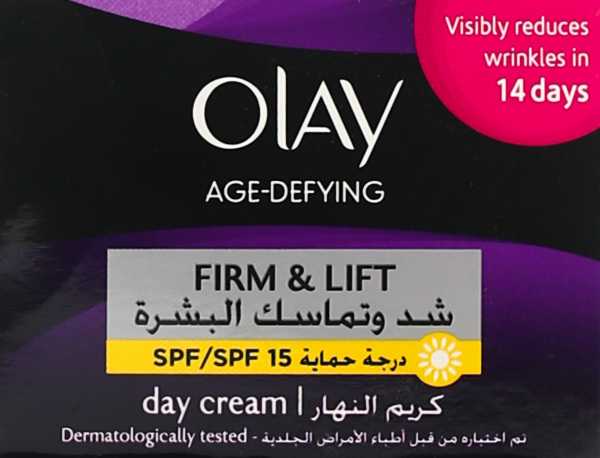 Visibly reduces
wrinkles in
14 days
OLAY
AGE-DEFYING
FIRM & LIFT
شد وتماسك البشرة
SPF/SPF 15 درجة حماية
day cream | كريم النهار
Dermatologically tested - تم اختباره من قبل أطباء الأمراض الجلدية